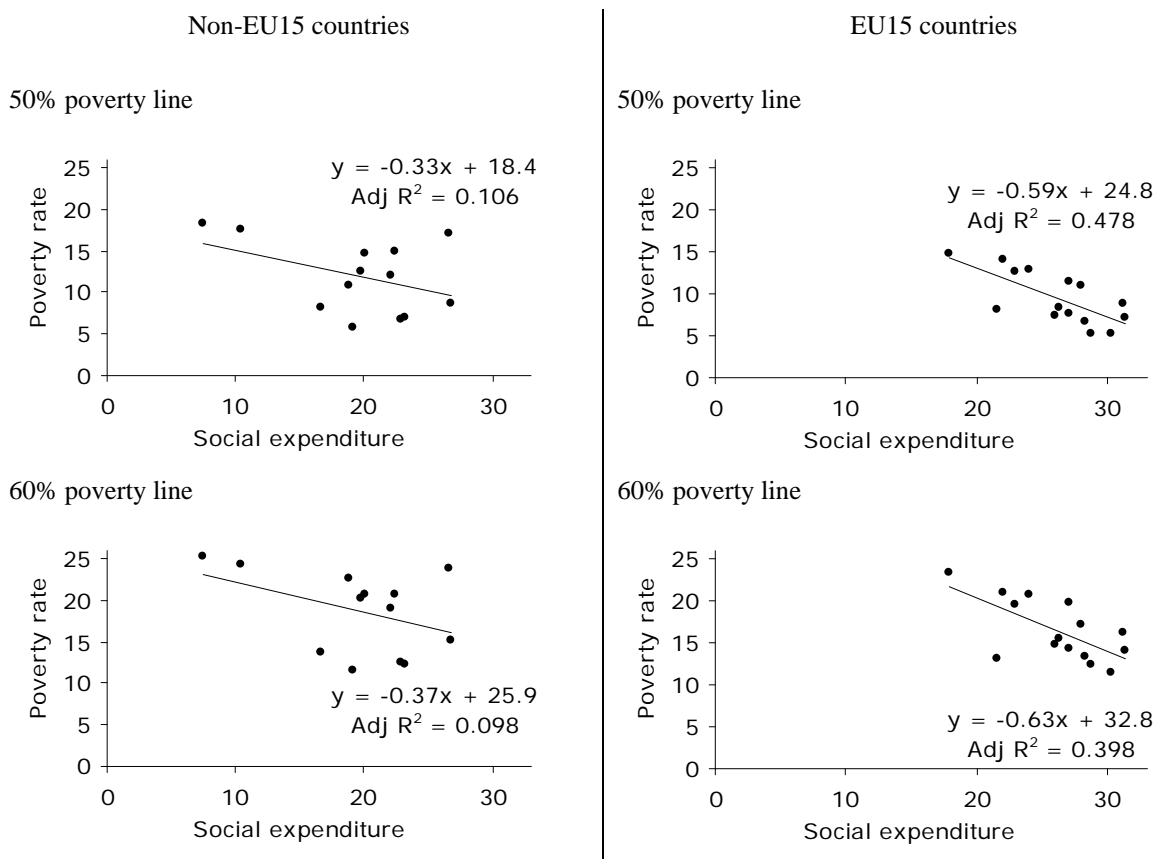 Non-EU15 countries
50% poverty line
y = -0.33x + 18.4
Adj R² = 0.106
25
20
15
10
5
0
Poverty rate
0 10 20 30
Social expenditure
60% poverty line
25
20
15
10
5
0
Poverty rate
y = -0.37x + 25.9
Adj R² = 0.098
0 10 20 30
Social expenditure
EU15 countries
50% poverty line
25
20
15
10
5
0
Poverty rate
y = -0.59x + 24.8
Adj R² = 0.478
0 10 20 30
Social expenditure
60% poverty line
25
20
15
10
5
0
Poverty rate
y = -0.63x + 32.8
Adj R² = 0.398
0 10 20 30
Social expenditure